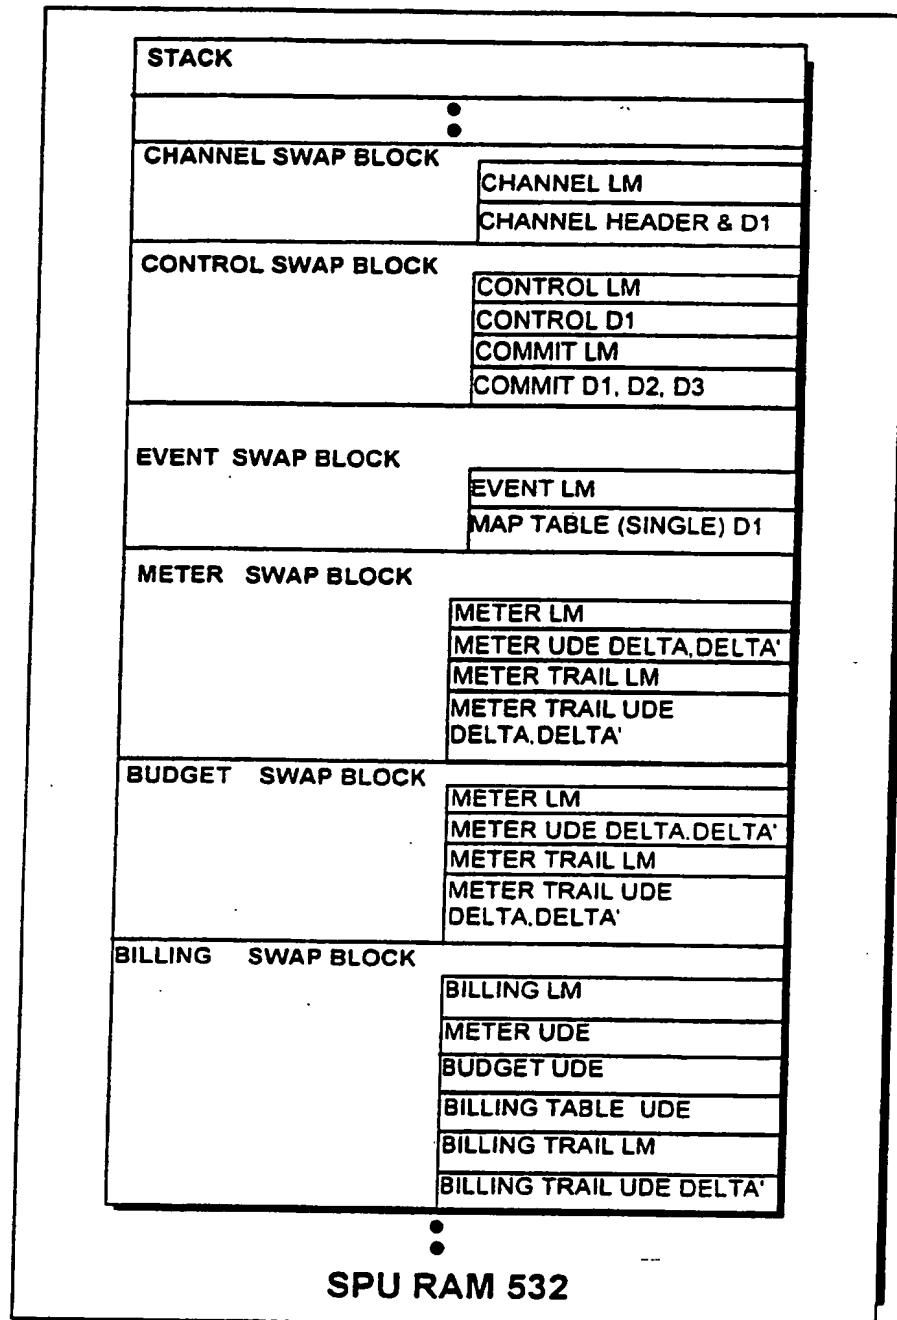 STACK
CHANNEL SWAP BLOCK
CHANNEL LM
CHANNEL HEADER & D1
CONTROL SWAP BLOCK
CONTROL LM
CONTROL D1
COMMIT LM
COMMIT D1, D2, D3
EVENT SWAP BLOCK
EVENT LM
MAP TABLE (SINGLE) D1
METER SWAP BLOCK
METER LM
METER UDE DELTA,DELTA'
METER TRAIL LM
METER TRAIL UDE
DELTA,DELTA'
BUDGET SWAP BLOCK
METER LM
METER UDE DELTA.DELTA'
METER TRAIL LM
METER TRAIL UDE
DELTA,DELTA'
BILLING SWAP BLOCK
BILLING LM
METER UDE
BUDGET UDE
BILLING TABLE UDE
BILLING TRAIL LM
BILLING TRAIL UDE DELTA'
SPU RAM 532